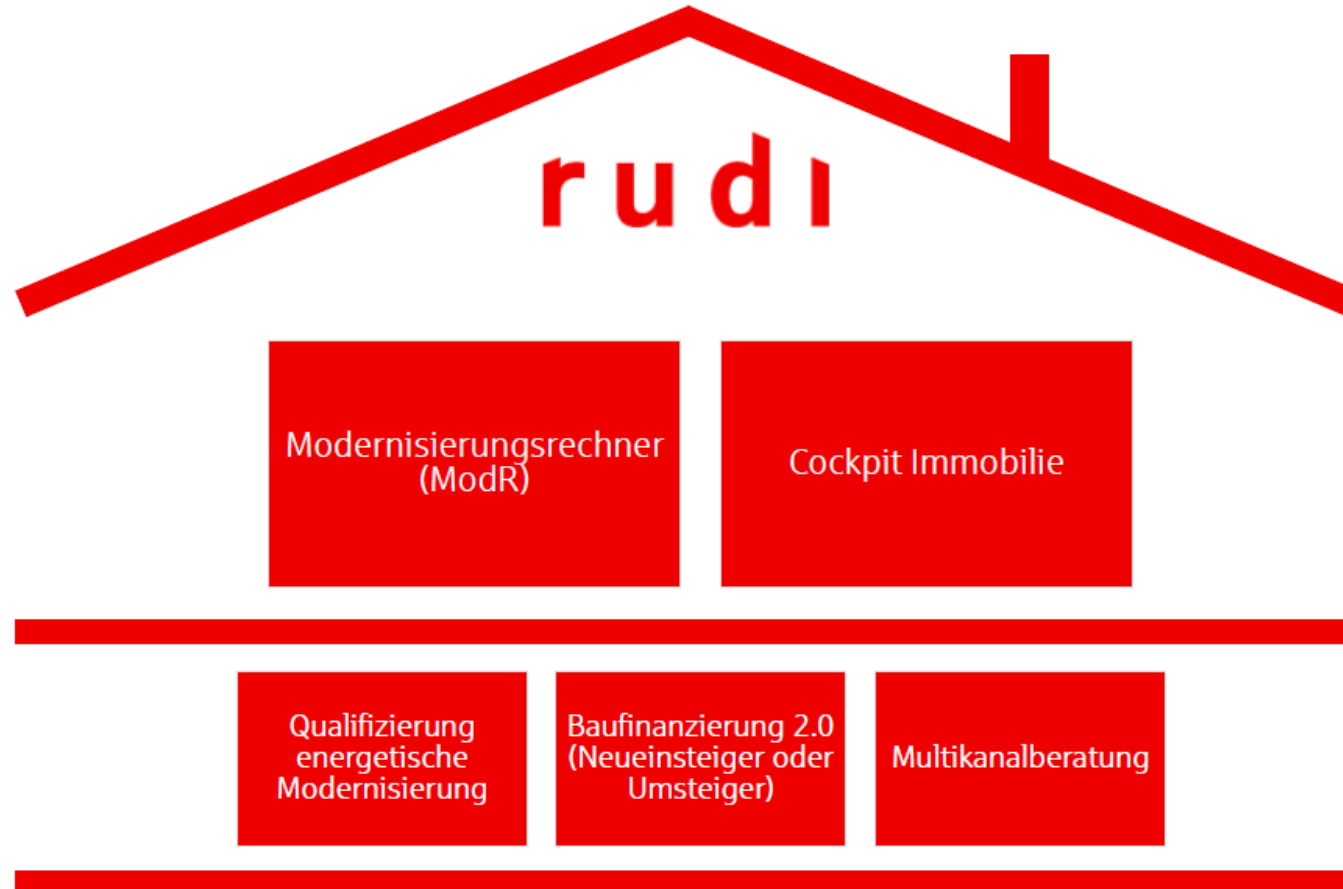 rudi
Modernisierungsrechner
(ModR)
Cockpit Immobilie
Qualifizierung
energetische
Modernisierung
Baufinanzierung 2.0
(Neueinsteiger oder
Umsteiger)
Multikanalberatung